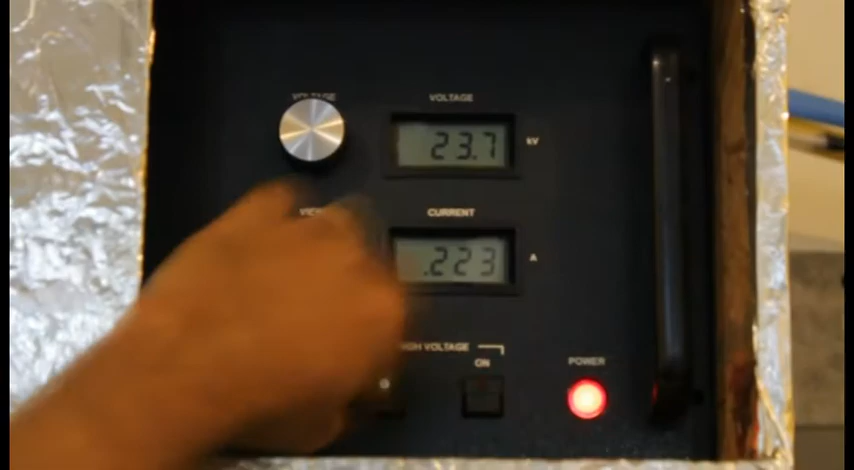 VOLTAGE
VOLTAGE
23.7 kV
CURRENT
.223 A
HIGH VOLTAGE
ON
POWER